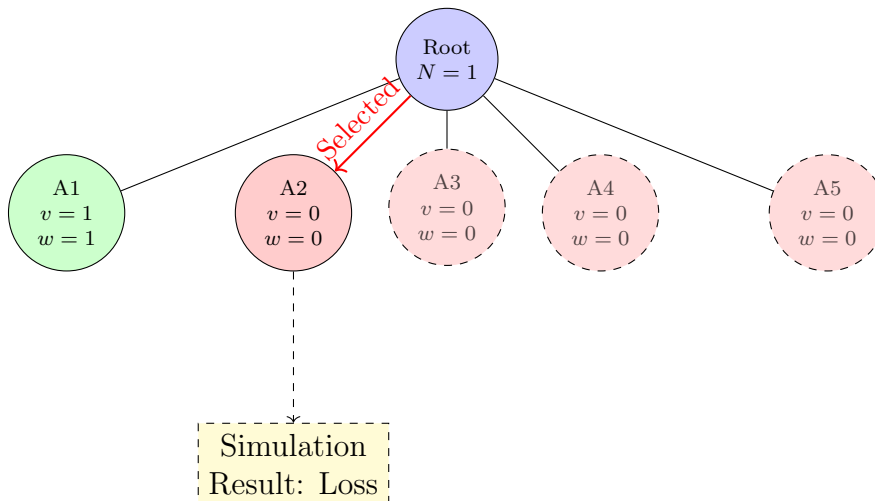 Root
N = 1
Selected
A1
v = 1
w = 1
A2
v = 0
w = 0
A3
v = 0
w = 0
A4
v = 0
w = 0
A5
v = 0
w = 0
Simulation
Result: Loss